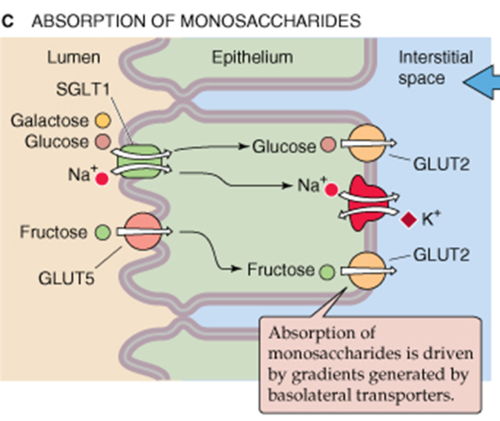 C ABSORPTION OF MONOSACCHARIDES
Lumen
Epithelium
Interstitial
space
SGLT1
Galactose
Glucose
Na+
Glucose
GLUT2
Na+
K+
Fructose
GLUT5
Fructose
GLUT2
Absorption of
monosaccharides is driven
by gradients generated by
basolateral transporters.